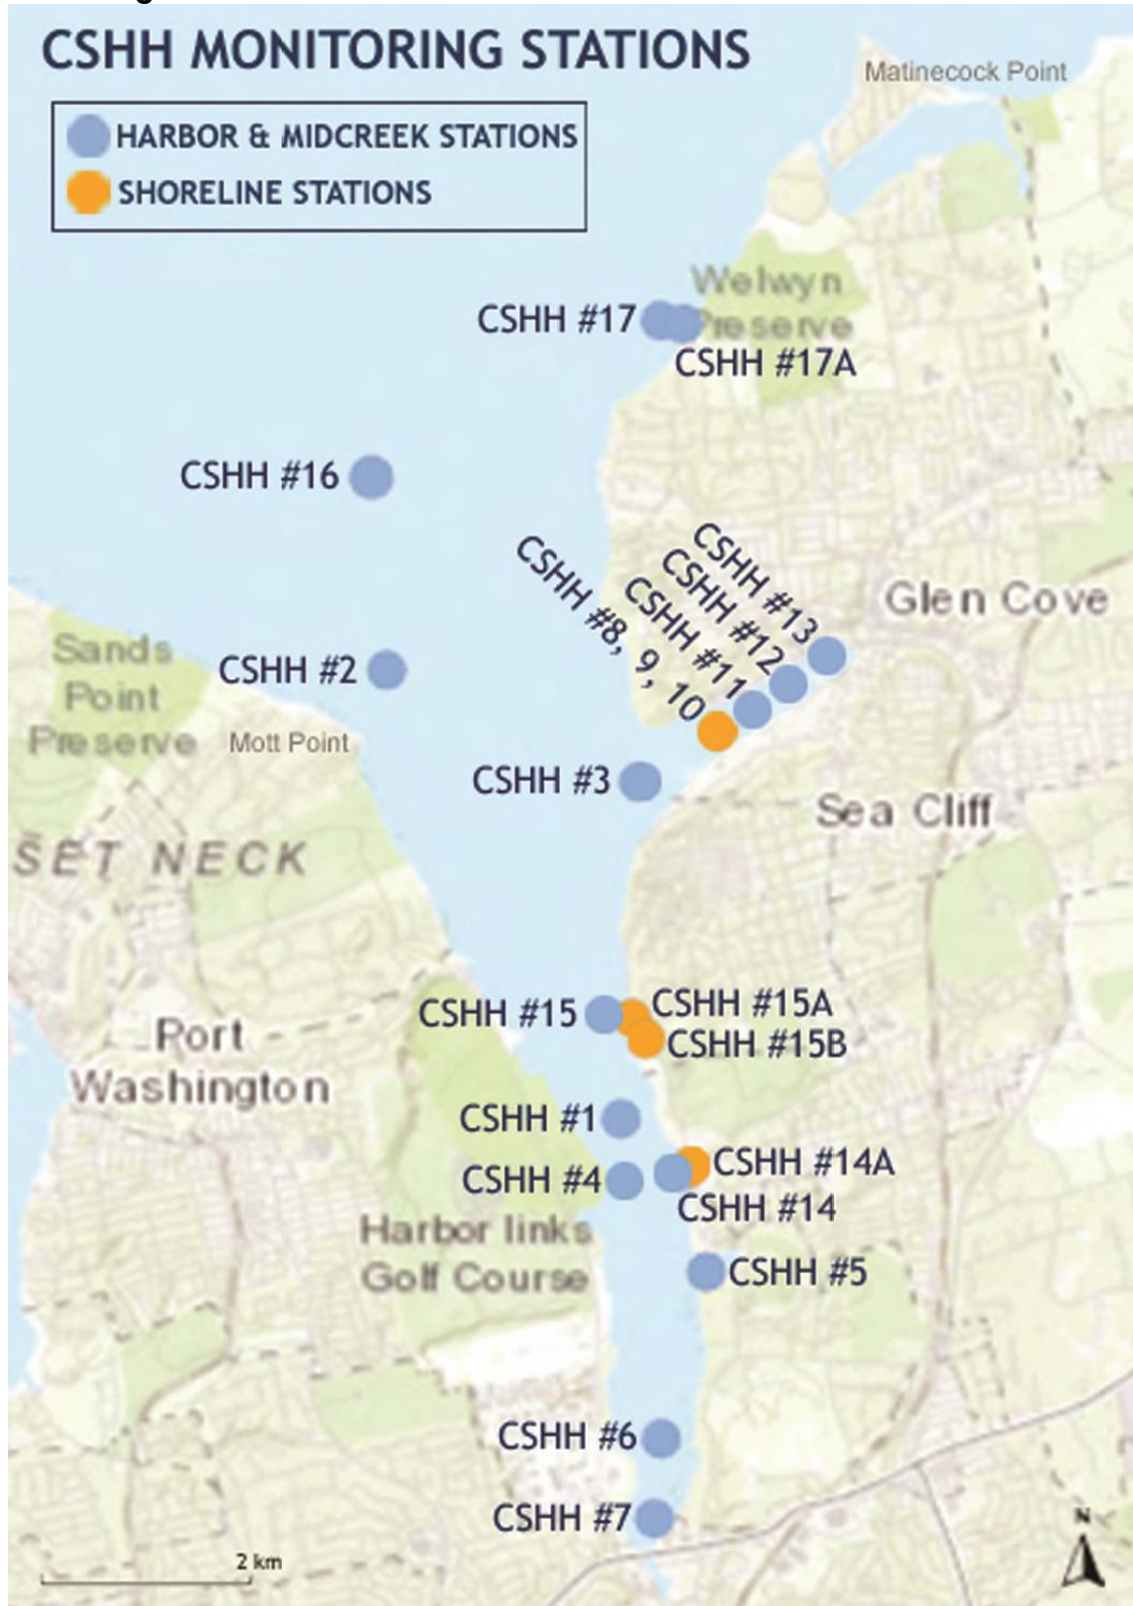 CSHH MONITORING STATIONS
HARBOR & MIDCREEK STATIONS
SHORELINE STATIONS
Matinecock Point
Welwyn
Preserve
CSHH #17
CSHH #17A
CSHH #16
CSHH #13
CSHH #12
CSHH #11
CSHH #8, 9, 10
Glen Cove
Sands
Point
Preserve
CSHH #2
Mott Point
CSHH #3
Sea Cliff
SET NECK
CSHH #15
CSHH #15A
CSHH #15B
Port
Washington
CSHH #1
CSHH #4
CSHH #14A
CSHH #14
Harbor links
Golf Course
CSHH #5
CSHH #6
CSHH #7
2 km
N